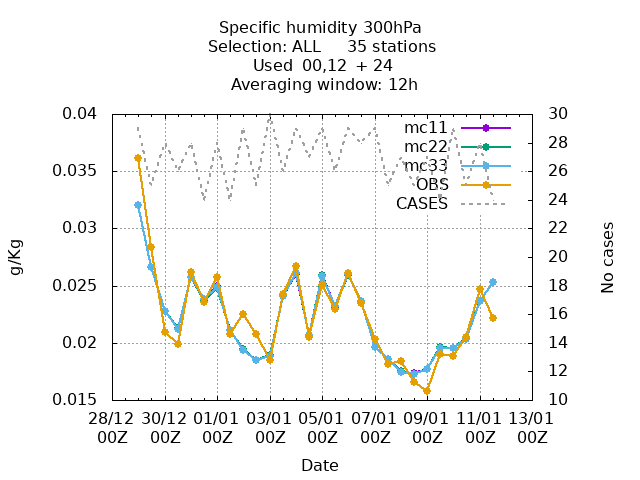 Specific humidity 300hPa
Selection: ALL     35 stations
Used  00,12  + 24
Averaging window: 12h
0.04
0.035
0.03
0.025
0.02
0.015
g/Kg
30
28
26
24
22
20
18
16
14
12
10
No cases
mc11
mc22
mc33
OBS
CASES
28/12 30/12 01/01 03/01 05/01 07/01 09/01 11/01 13/01
00Z 00Z 00Z 00Z 00Z 00Z 00Z 00Z 00Z
Date